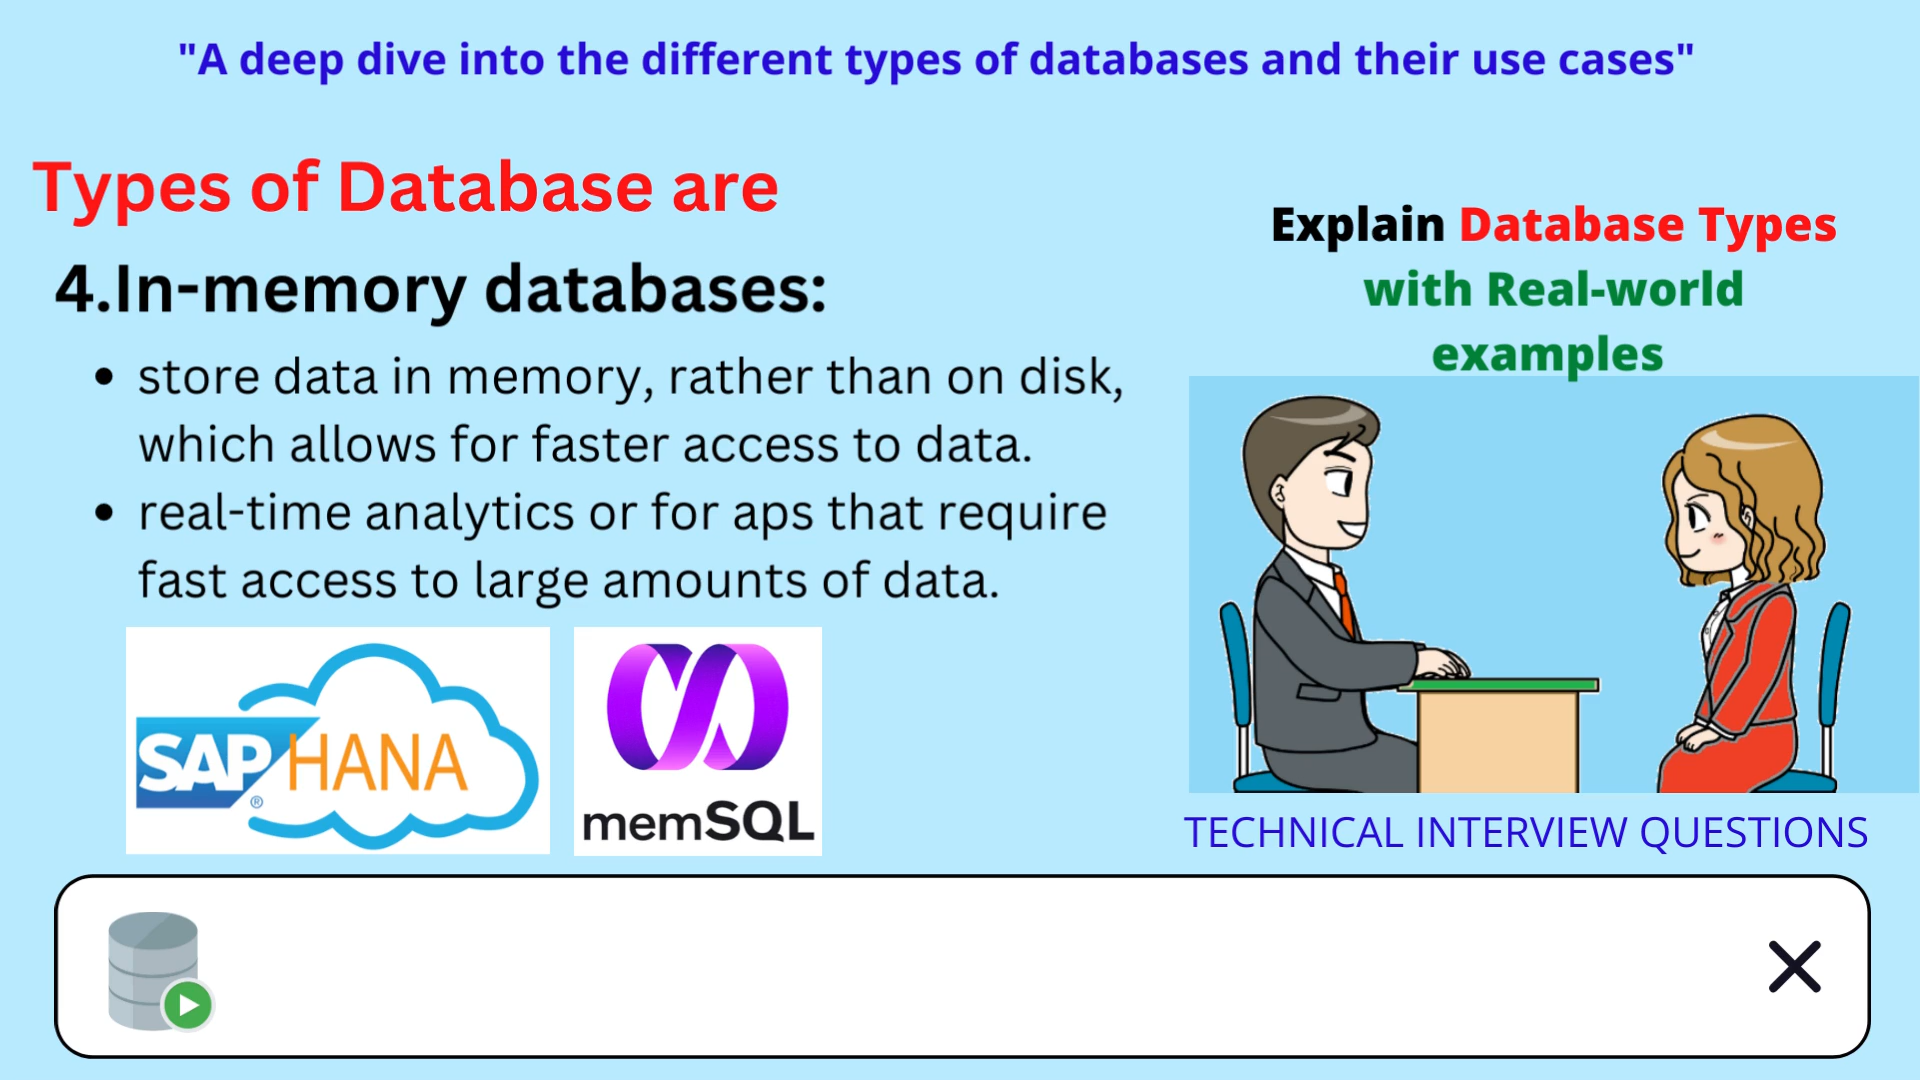 "A deep dive into the different types of databases and their use cases"
Types of Database are
4.In-memory databases:
• store data in memory, rather than on disk,
which allows for faster access to data.
• real-time analytics or for aps that require
fast access to large amounts of data.
SAP HANA
®
memSQL
Explain Database Types
with Real-world
examples
TECHNICAL INTERVIEW QUESTIONS